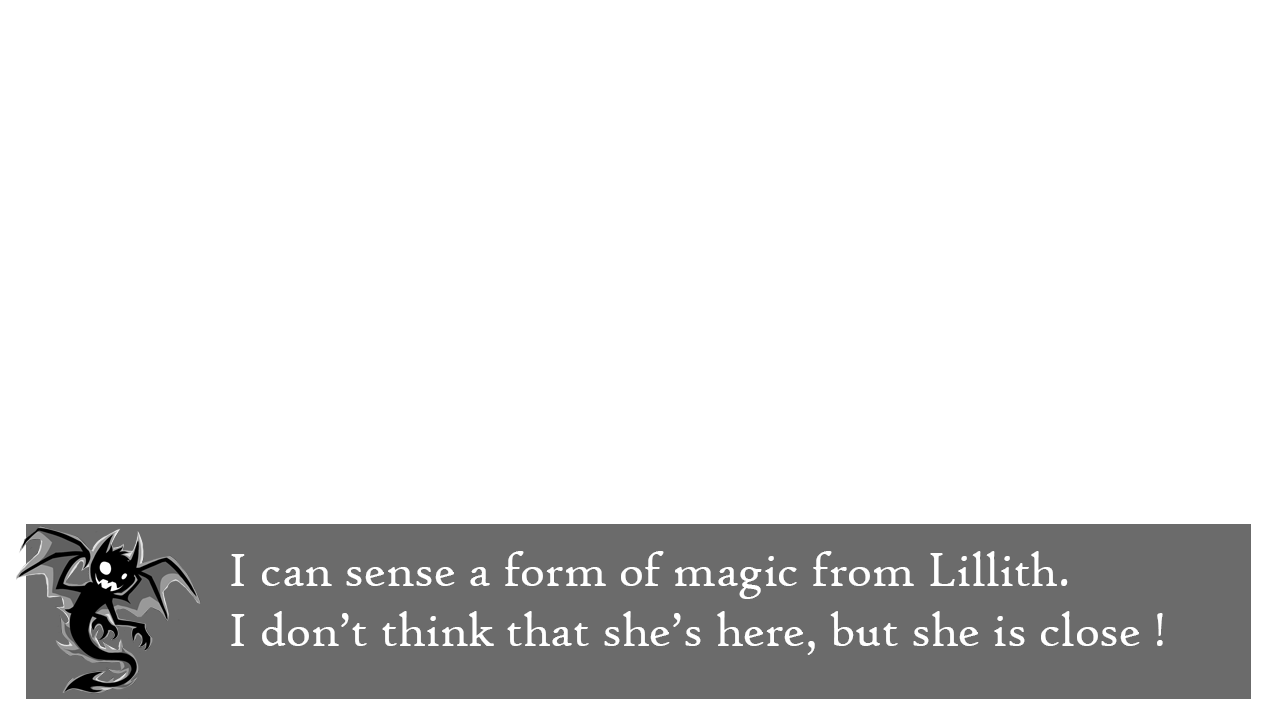 I can sense a form of magic from Lillith.
I don’t think that she’s here, but she is close !